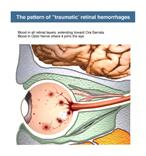 The pattern of "traumatic' retinal hemorrhages
Blood in all retinal layers, extending toward Ora Serrata
Blood in Optic Nerve where it joins the eye